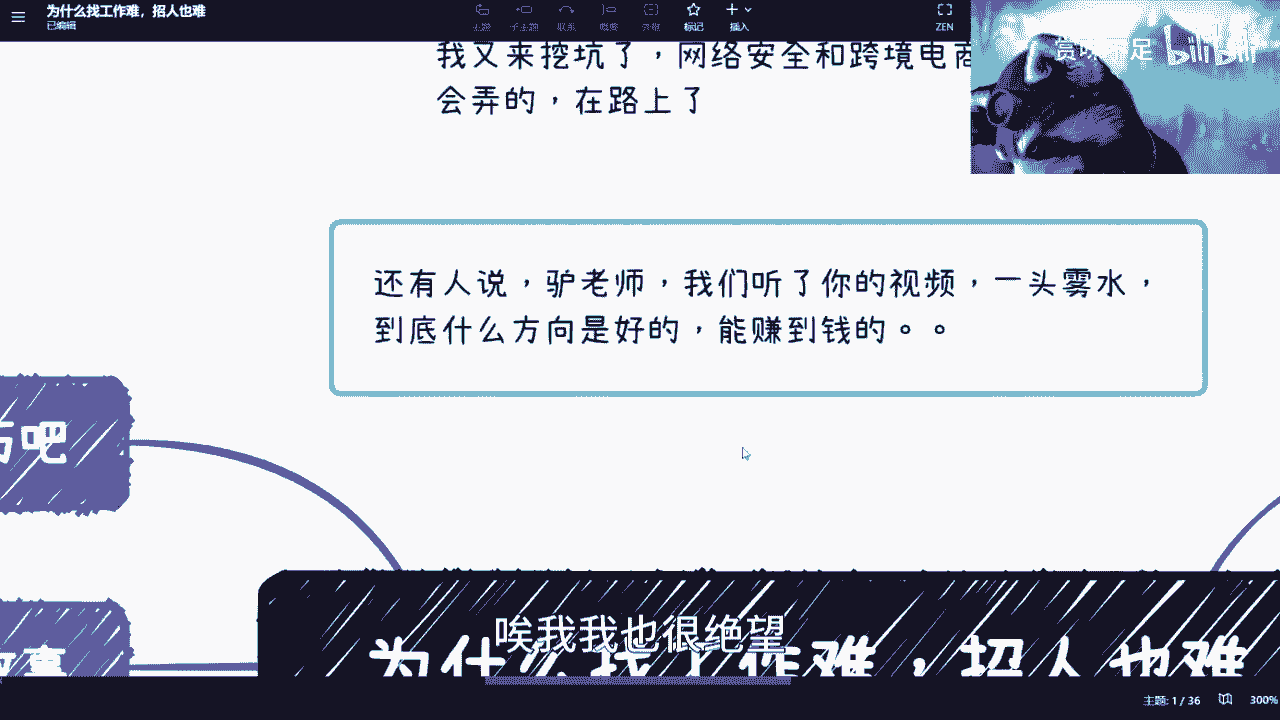 为什么找工作难,招人也难
已编辑
主题
子主题
联系
概要
外框
标记
插入
ZEN
bilibili
我又来挖坑了,网络安全和跨境电商
会弄的,在路上了
还有人说,驴老师,我们听了你的视频,一头雾水,
到底什么方向是好的,能赚到钱的。。
吧
故事
唉我我也很绝望
为什么找工作难,招人也难
主题: 1 / 36
300%